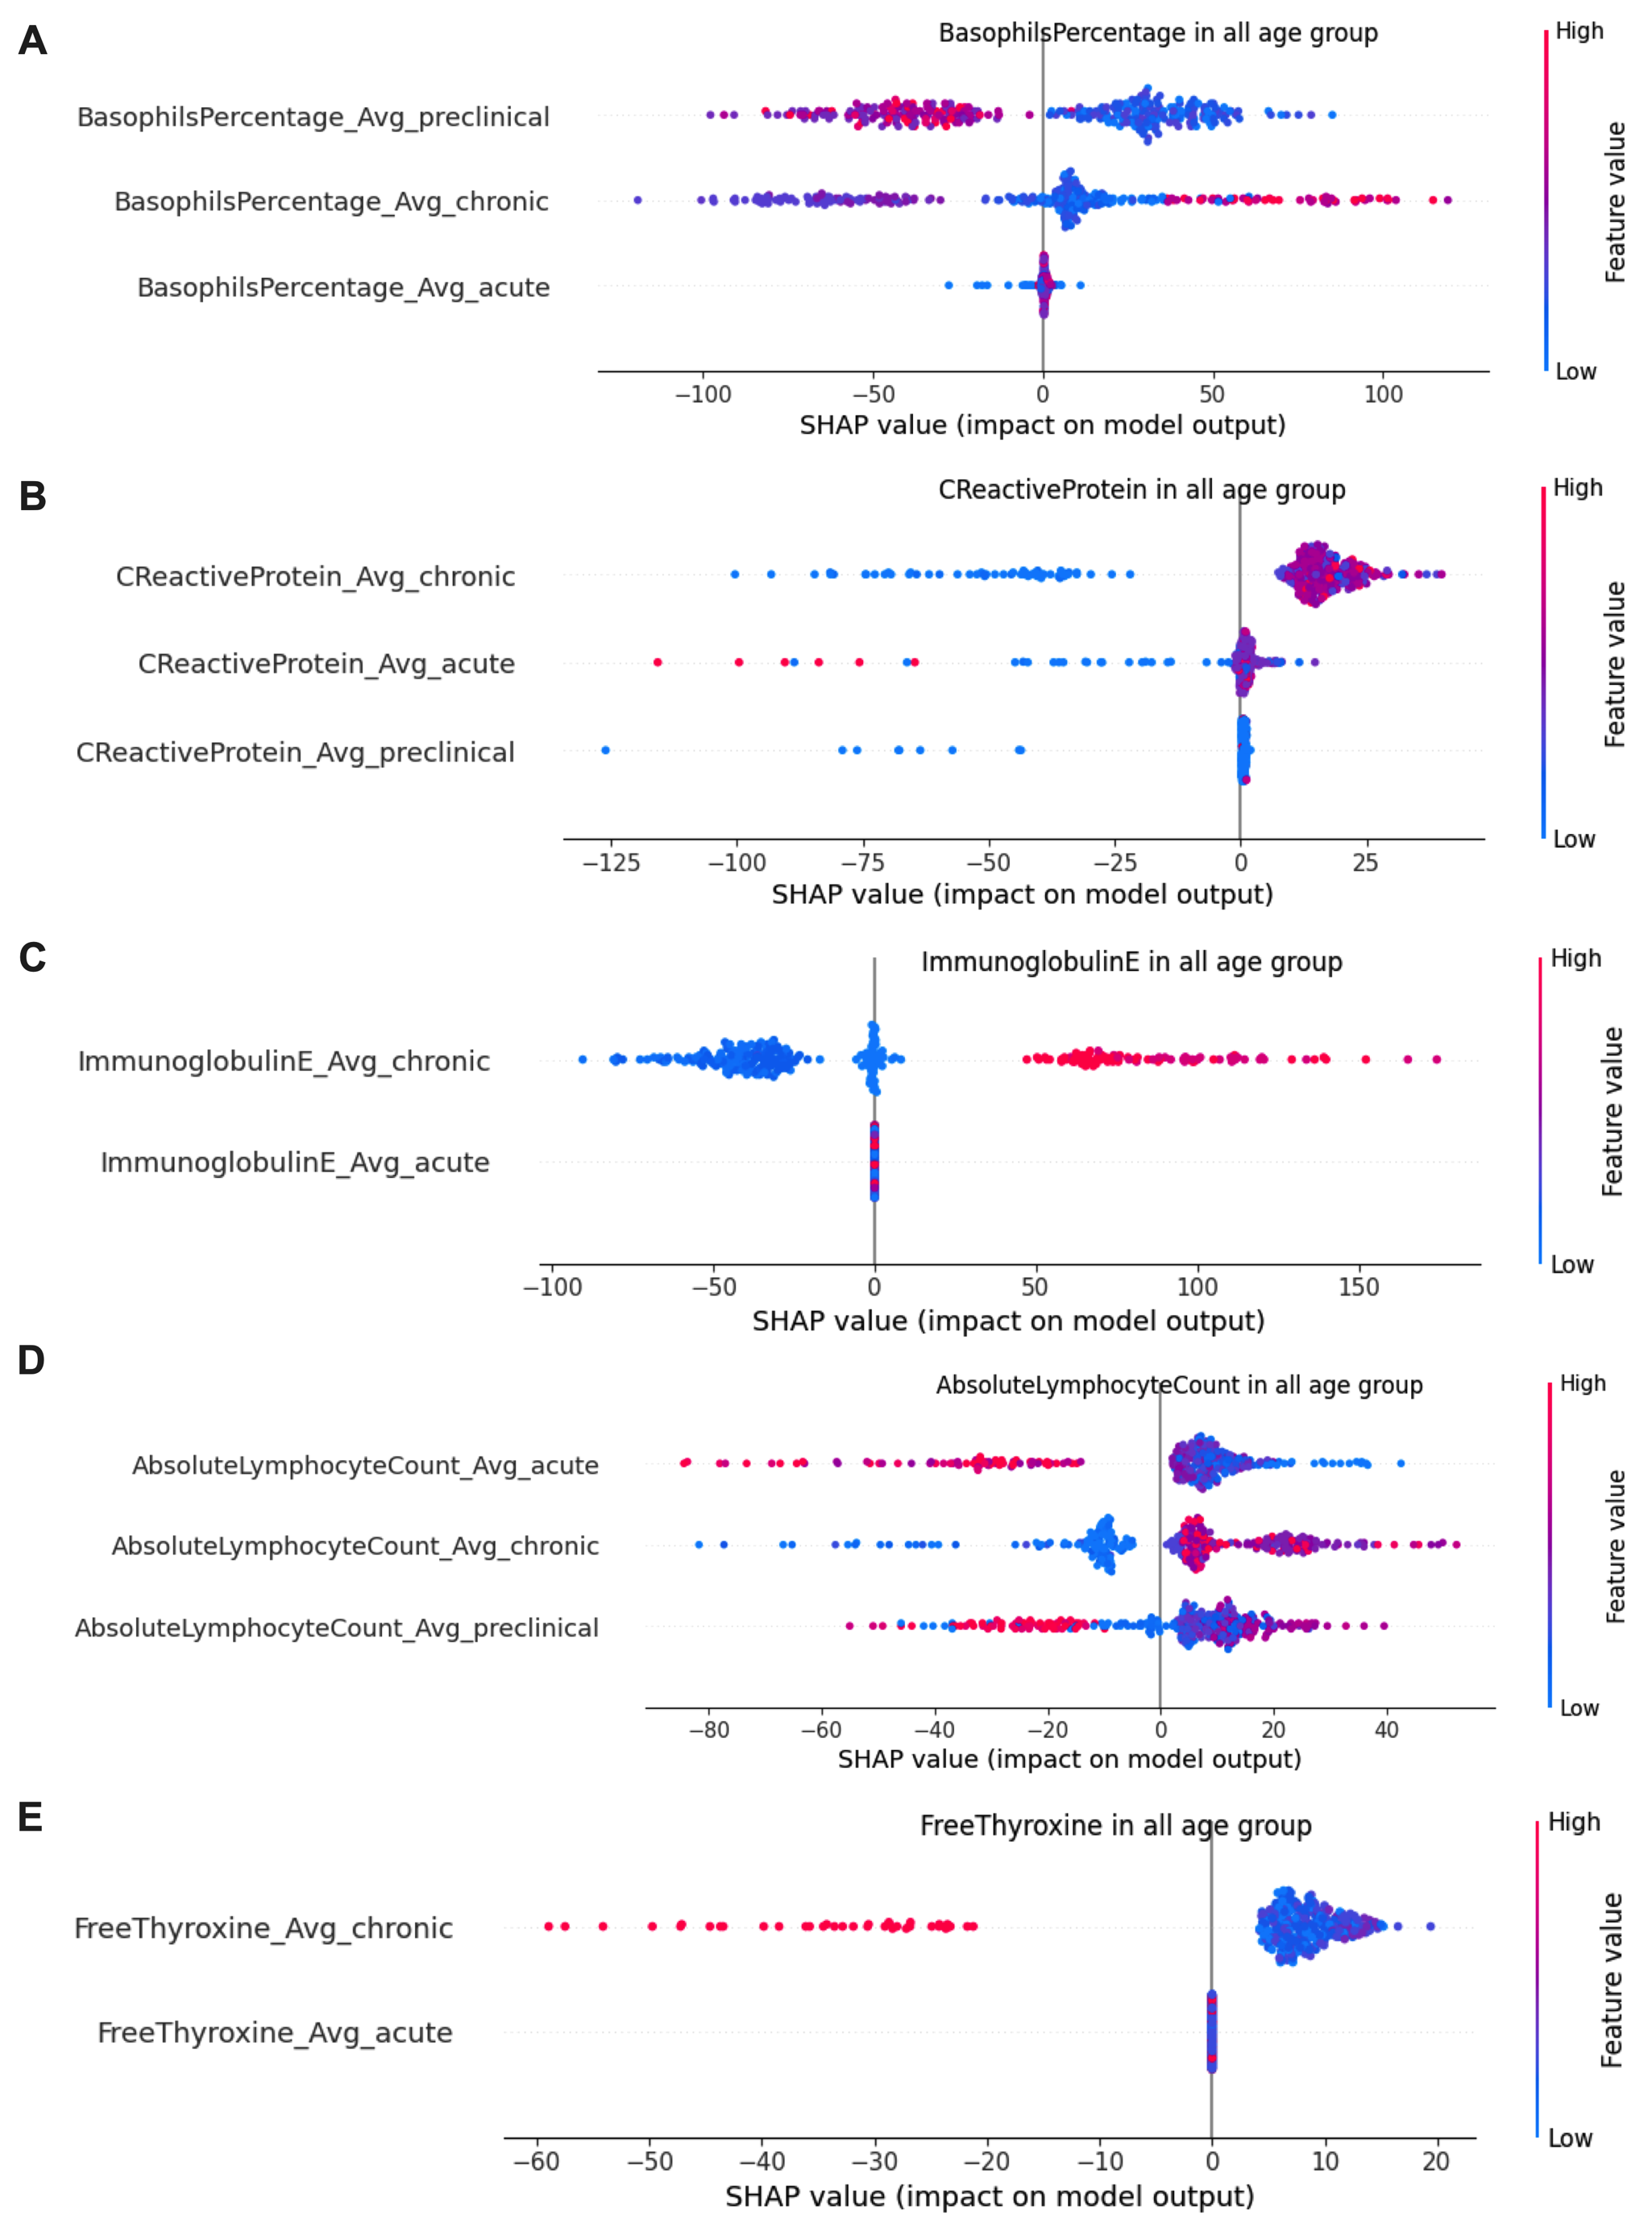 A
BasophilsPercentage in all age group
High
BasophilsPercentage_Avg_preclinical
BasophilsPercentage_Avg_chronic
BasophilsPercentage_Avg_acute
Feature value
Low
−100 −50 0 50 100
SHAP value (impact on model output)
B
CReactiveProtein in all age group
High
CReactiveProtein_Avg_chronic
CReactiveProtein_Avg_acute
CReactiveProtein_Avg_preclinical
Feature value
Low
−125 −100 −75 −50 −25 0 25
SHAP value (impact on model output)
C
ImmunoglobulinE in all age group
High
ImmunoglobulinE_Avg_chronic
ImmunoglobulinE_Avg_acute
Feature value
Low
−100 −50 0 50 100 150
SHAP value (impact on model output)
D
AbsoluteLymphocyteCount in all age group
High
AbsoluteLymphocyteCount_Avg_acute
AbsoluteLymphocyteCount_Avg_chronic
AbsoluteLymphocyteCount_Avg_preclinical
Feature value
Low
−80 −60 −40 −20 0 20 40
SHAP value (impact on model output)
E
FreeThyroxine in all age group
High
FreeThyroxine_Avg_chronic
FreeThyroxine_Avg_acute
Feature value
Low
−60 −50 −40 −30 −20 −10 0 10 20
SHAP value (impact on model output)